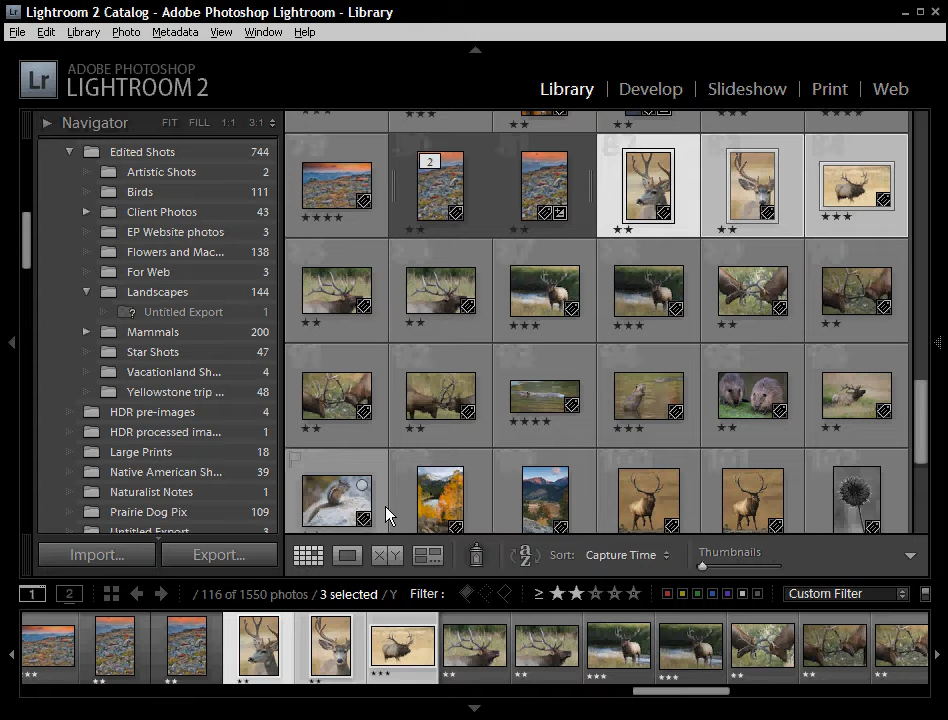 Lightroom 2 Catalog - Adobe Photoshop Lightroom - Library
File Edit Library Photo Metadata View Window Help
Lr ADOBE PHOTOSHOP
LIGHTROOM 2
Library | Develop | Slideshow | Print | Web
Navigator FIT FILL 1:1 3:1
Edited Shots 744
Artistic Shots 2
Birds 111
Client Photos 43
EP Website photos 3
Flowers and Mac... 138
For Web 3
Landscapes 144
? Untitled Export 1
Mammals 200
Star Shots 47
Vacationland Sh... 4
Yellowstone trip ... 48
HDR pre-images 4
HDR processed ima... 1
Large Prints 18
Native American Sh... 39
Naturalist Notes 1
Prairie Dog Pix 109
Untitled Export 3
2
Import... Export...
X Y
a z Sort: Capture Time Thumbnails
1 2 / 116 of 1550 photos / 3 selected / Y Filter : ≥ Custom Filter